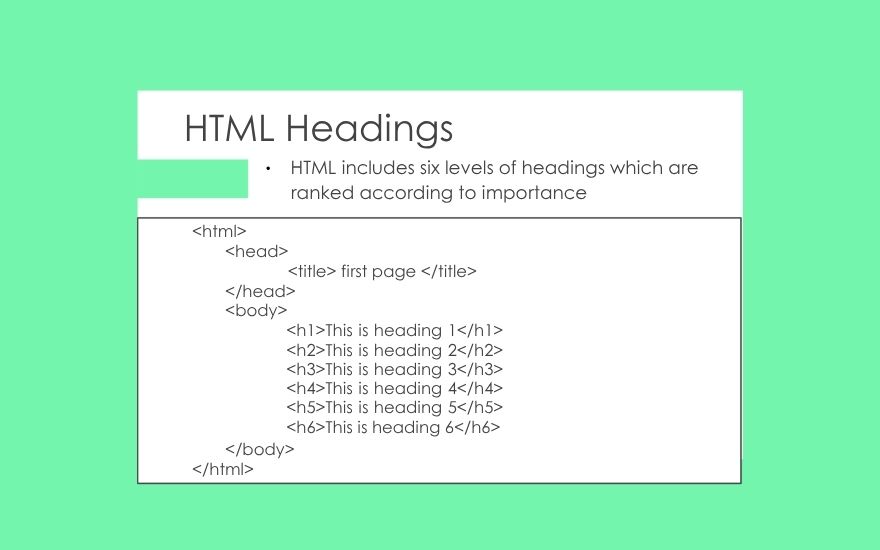 HTML Headings
• HTML includes six levels of headings which are
ranked according to importance
<html>
<head>
<title> first page </title>
</head>
<body>
<h1>This is heading 1</h1>
<h2>This is heading 2</h2>
<h3>This is heading 3</h3>
<h4>This is heading 4</h4>
<h5>This is heading 5</h5>
<h6>This is heading 6</h6>
</body>
</html>